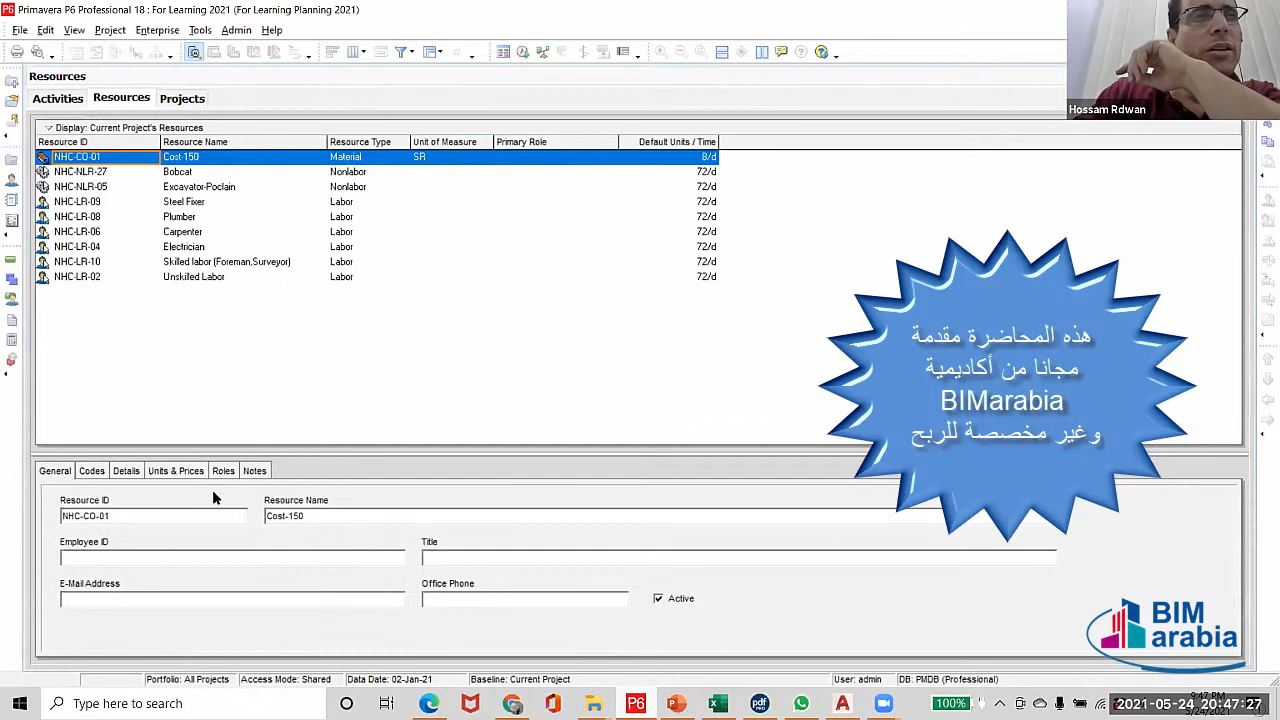 Primavera P6 Professional 18 : For Learning 2021 (For Learning Planning 2021)
File Edit View Project Enterprise Tools Admin Help
Resources
Hossam Rdwan
Activities Resources Projects
Display: Current Project's Resources
Resource ID Resource Name Resource Type Unit of Measure Primary Role Default Units / Time
NHC-CO-01 Cost-150 Material SR 8/d
NHC-NLR-27 Bobcat Nonlabor 72/d
NHC-NLR-05 Excavator-Poclain Nonlabor 72/d
NHC-LR-09 Steel Fixer Labor 72/d
NHC-LR-08 Plumber Labor 72/d
NHC-LR-06 Carpenter Labor 72/d
NHC-LR-04 Electrician Labor 72/d
NHC-LR-10 Skilled labor (Foreman,Surveyor) Labor 72/d
NHC-LR-02 Unskilled Labor Labor 72/d
هذه المحاضرة مقدمة
مجانا من أكاديمية
BIMarabia
وغير مخصصة للربح
General Codes Details Units & Prices Roles Notes
Resource ID Resource Name
NHC-CO-01 Cost-150
Employee ID Title
E-Mail Address Office Phone
Active
BIM
arabia
Portfolio: All Projects Access Mode: Shared Data Date: 02-Jan-21 Baseline: Current Project User: admin DB: PMDB (Professional)
Type here to search
100%
9:47 PM
2021-05-24 20:47:27
5/24/2021